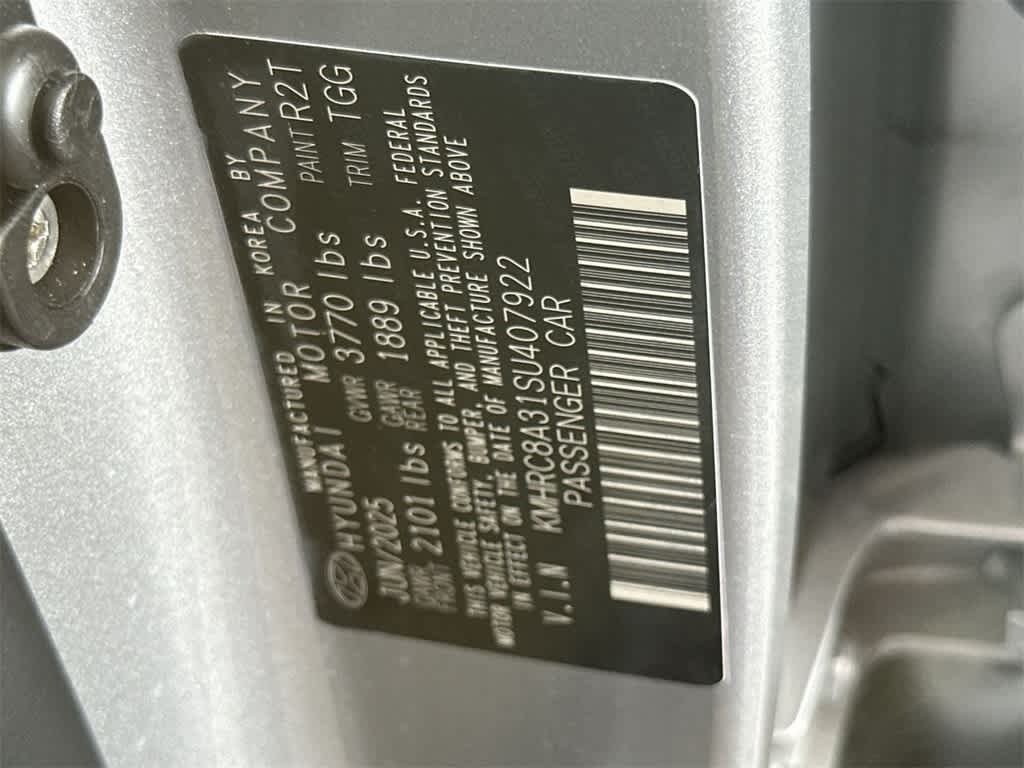 MANUFACTURED IN KOREA BY
HYUNDAI MOTOR COMPANY
JUN/2025 GVWR 3770 lbs PAINT R2T
GAWR FRONT 2101 lbs GAWR REAR 1889 lbs TRIM TGG
THIS VEHICLE CONFORMS TO ALL APPLICABLE U.S.A. FEDERAL
MOTOR VEHICLE SAFETY, BUMPER, AND THEFT PREVENTION STANDARDS
IN EFFECT ON THE DATE OF MANUFACTURE SHOWN ABOVE
V.I.N KMHRC8A31SU407922
PASSENGER CAR